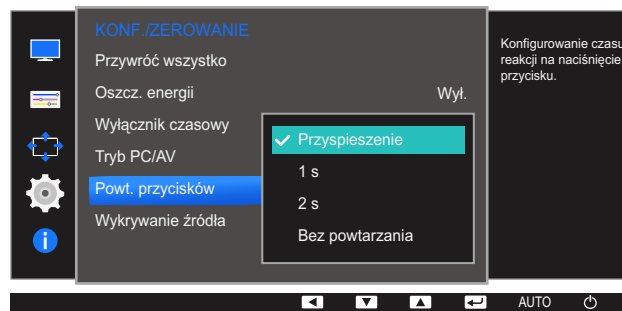 KONF./ZEROWANIE
Przywróć wszystko
Oszcz. energii Wył.
Wyłącznik czasowy
Tryb PC/AV
Powt. przycisków
Wykrywanie źródła
Przyspieszenie
1 s
2 s
Bez powtarzania
Konfigurowanie czasu
reakcji na naciśnięcie
przycisku.
AUTO